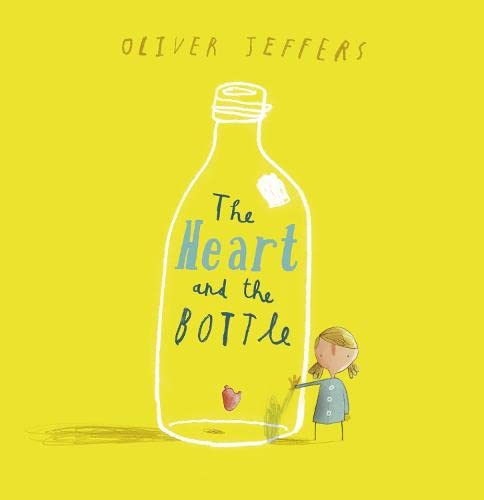 OLIVER JEFFERS
The
Heart
and the
BOTTle